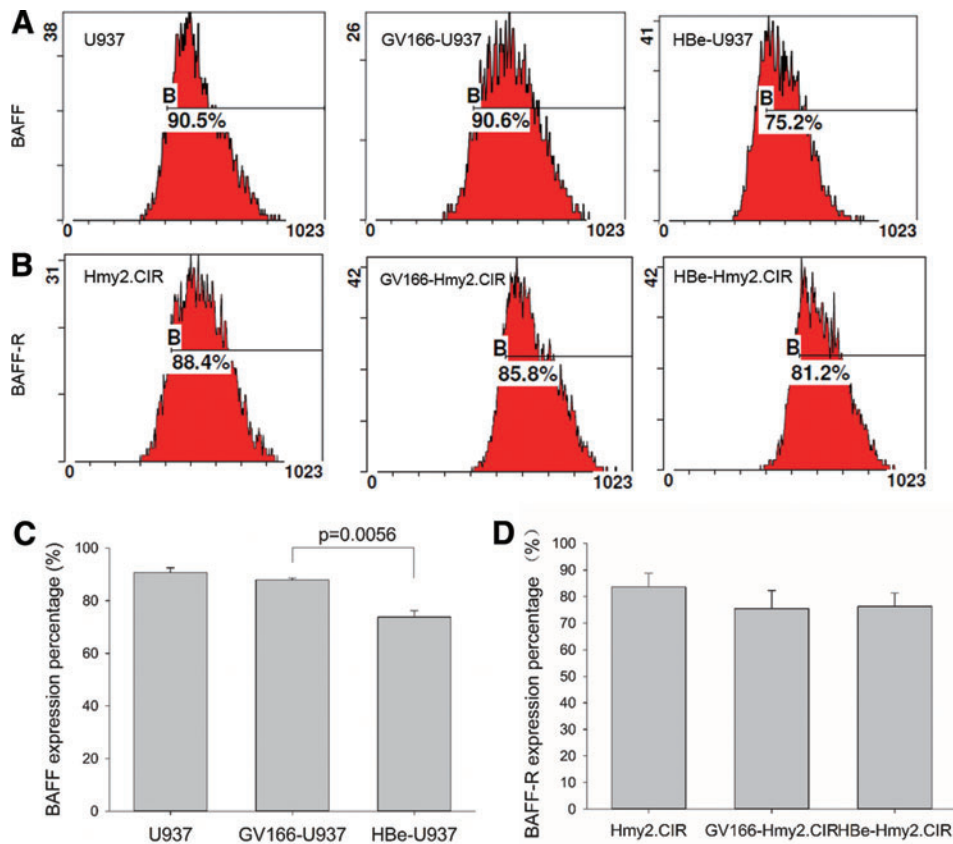 A
38
U937
B
90.5%
BAFF
0
1023
26
GV166-U937
B
90.6%
0
1023
41
HBe-U937
B
75.2%
0
1023
B
31
Hmy2.CIR
B
88.4%
BAFF-R
0
1023
42
GV166-Hmy2.CIR
B
85.8%
0
1023
42
HBe-Hmy2.CIR
B
81.2%
0
1023
C
p=0.0056
BAFF expression percentage (%)
100
80
60
40
20
0
U937
GV166-U937
HBe-U937
D
BAFF-R expression percentage (%)
100
90
80
70
60
50
40
30
20
10
0
Hmy2.CIR
GV166-Hmy2.CIR
HBe-Hmy2.CIR